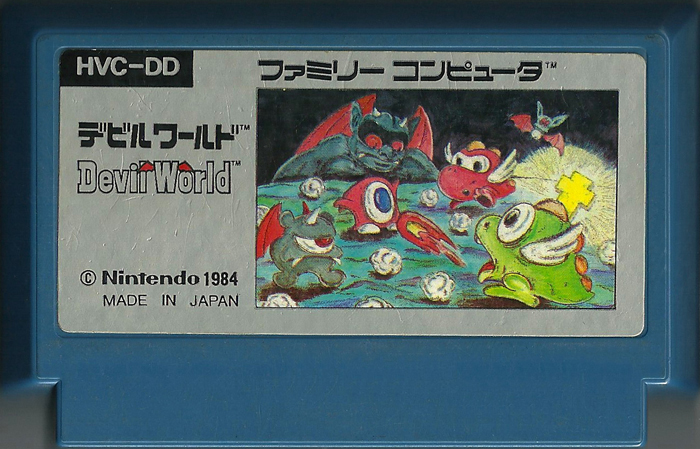 HVC-DD
ファミリー コンピュータ™
デビルワールド™
Devil World™
© Nintendo 1984
MADE IN JAPAN